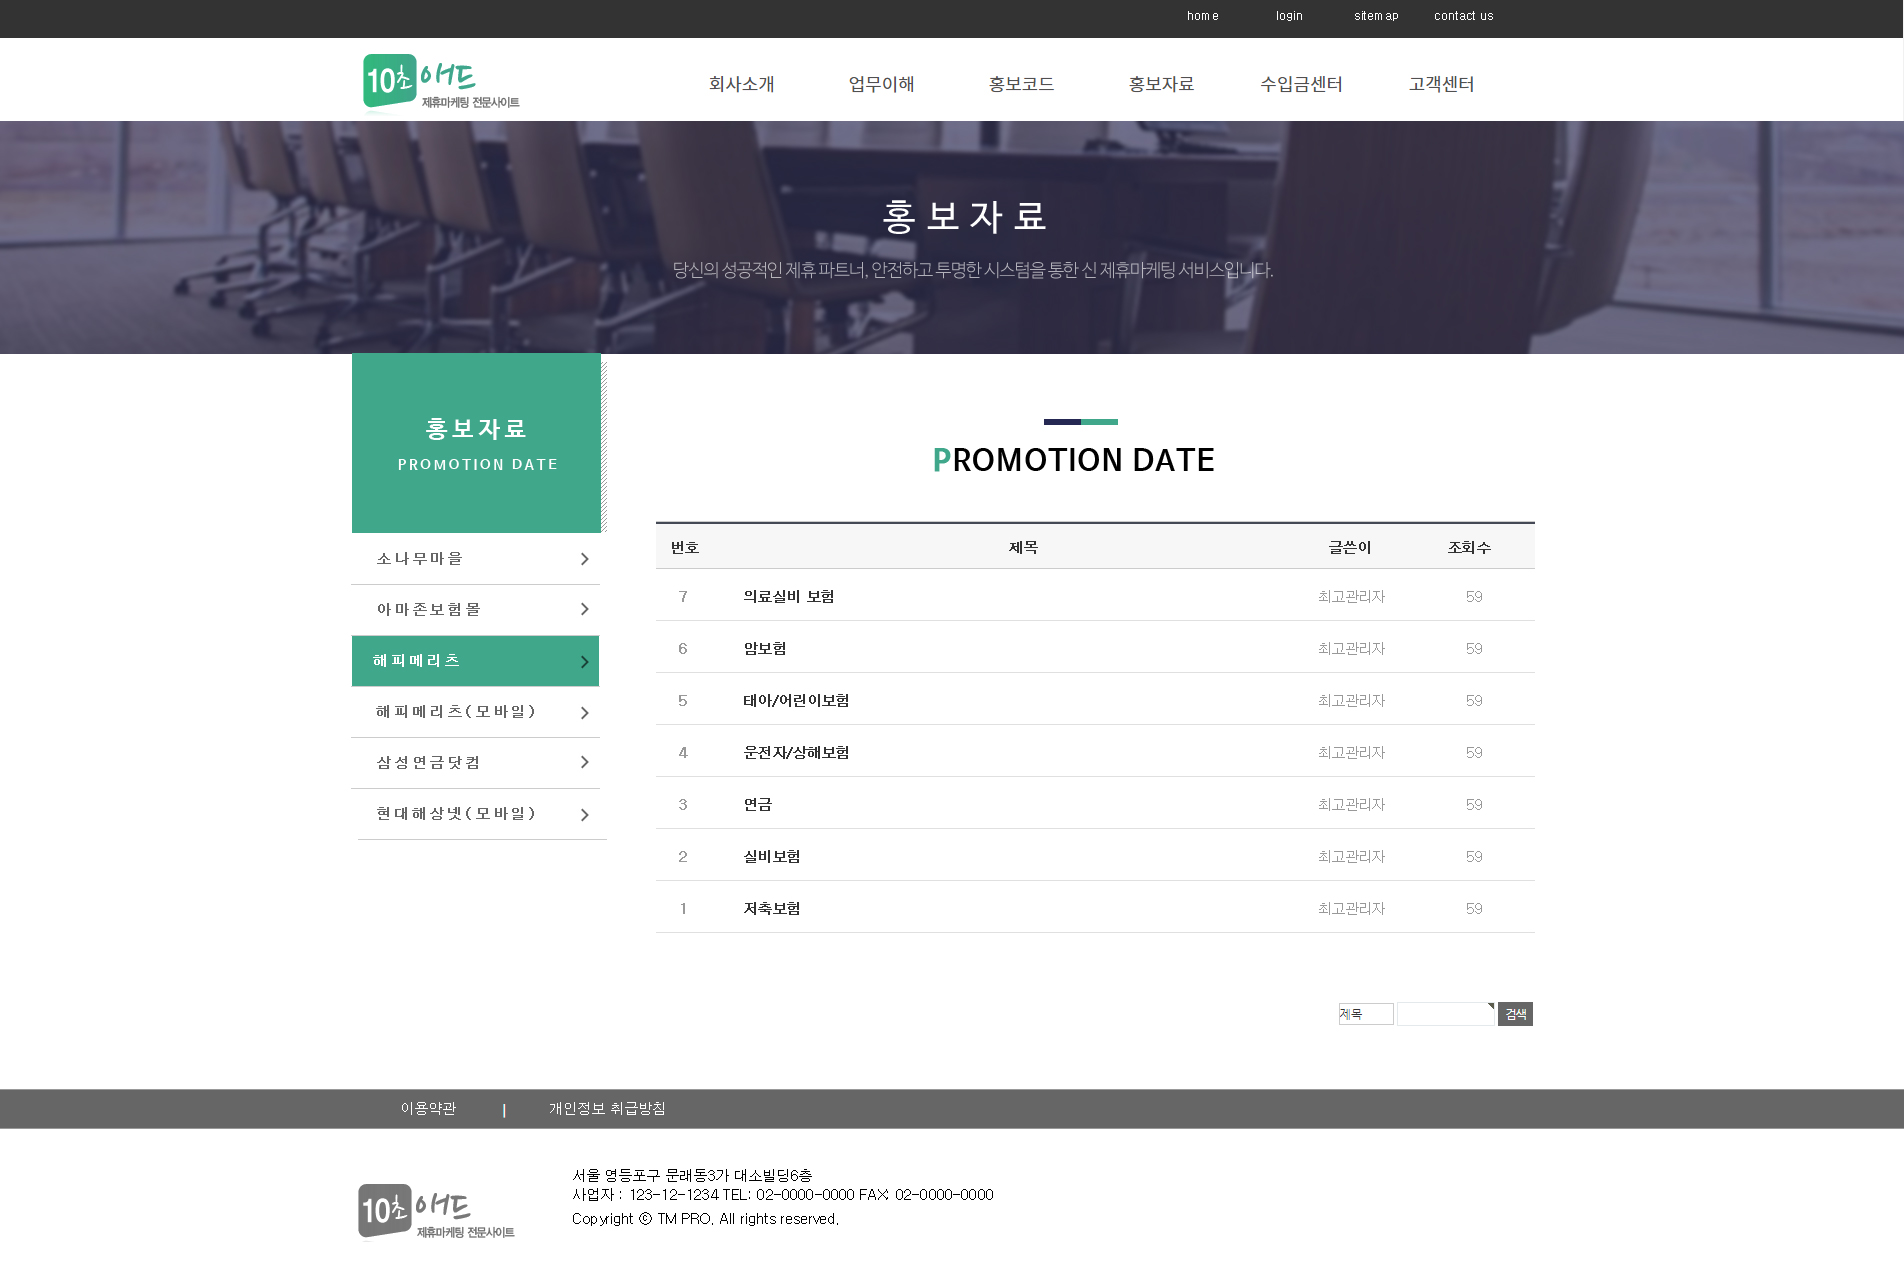 home login sitemap contact us
10초 애드
제휴마케팅 전문사이트
회사소개 업무이해 홍보코드 홍보자료 수입금센터 고객센터
홍보자료
당신의 성공적인 제휴 파트너, 안전하고 투명한 시스템을 통한 신 제휴마케팅 서비스입니다.
홍보자료
PROMOTION DATE
소나무마을
아마존보험몰
해피메리츠
해피메리츠(모바일)
삼성연금닷컴
현대해상넷(모바일)
PROMOTION DATE
번호 제목 글쓴이 조회수
7 의료실비 보험 최고관리자 59
6 암보험 최고관리자 59
5 태아/어린이보험 최고관리자 59
4 운전자/상해보험 최고관리자 59
3 연금 최고관리자 59
2 실비보험 최고관리자 59
1 저축보험 최고관리자 59
제목 검색
이용약관 | 개인정보 취급방침
10초 애드
제휴마케팅 전문사이트
서울 영등포구 문래동3가 대소빌딩6층
사업자 : 123-12-1234 TEL: 02-0000-0000 FAX: 02-0000-0000
Copyright ⓒ TM PRO. All rights reserved.